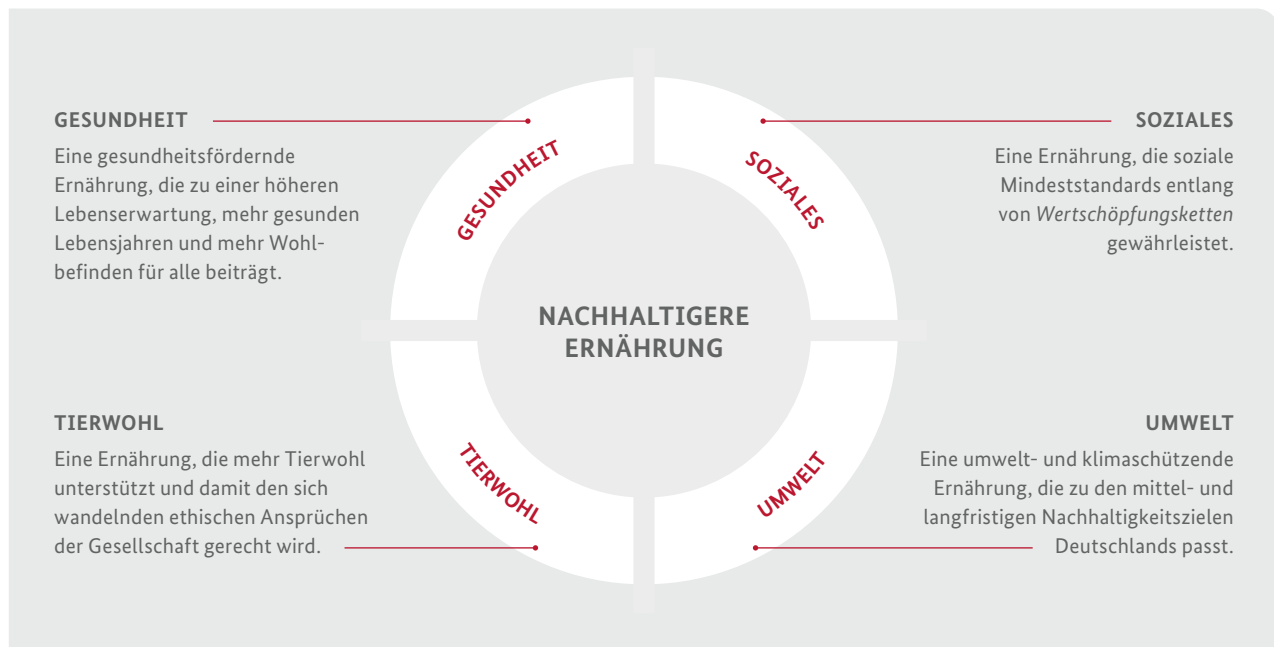 GESUNDHEIT
Eine gesundheitsfördernde
Ernährung, die zu einer höheren
Lebenserwartung, mehr gesunden
Lebensjahren und mehr Wohl-
befinden für alle beiträgt.
GESUNDHEIT
SOZIALES
SOZIALES
Eine Ernährung, die soziale
Mindeststandards entlang
von Wertschöpfungsketten
gewährleistet.
NACHHALTIGERE
ERNÄHRUNG
TIERWOHL
Eine Ernährung, die mehr Tierwohl
unterstützt und damit den sich
wandelnden ethischen Ansprüchen
der Gesellschaft gerecht wird.
TIERWOHL
UMWELT
UMWELT
Eine umwelt- und klimaschützende
Ernährung, die zu den mittel- und
langfristigen Nachhaltigkeitszielen
Deutschlands passt.